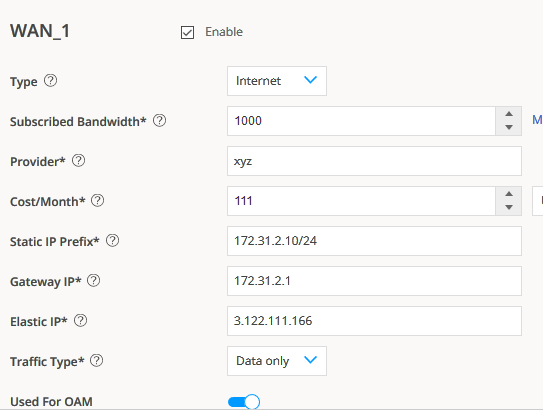 WAN_1 Enable
Type ? Internet
Subscribed Bandwidth* ? 1000 M
Provider* ? xyz
Cost/Month* ? 111
Static IP Prefix* ? 172.31.2.10/24
Gateway IP* ? 172.31.2.1
Elastic IP* ? 3.122.111.166
Traffic Type* ? Data only
Used For OAM